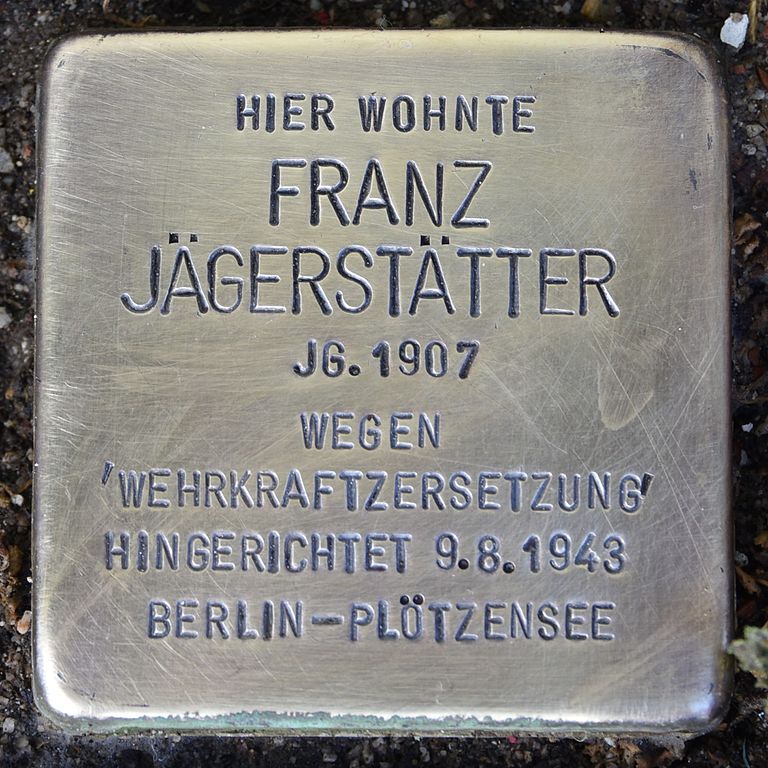 HIER WOHNTE
FRANZ
JÄGERSTÄTTER
JG. 1907
WEGEN
'WEHRKRAFTZERSETZUNG'
HINGERICHTET 9.8.1943
BERLIN-PLÖTZENSEE